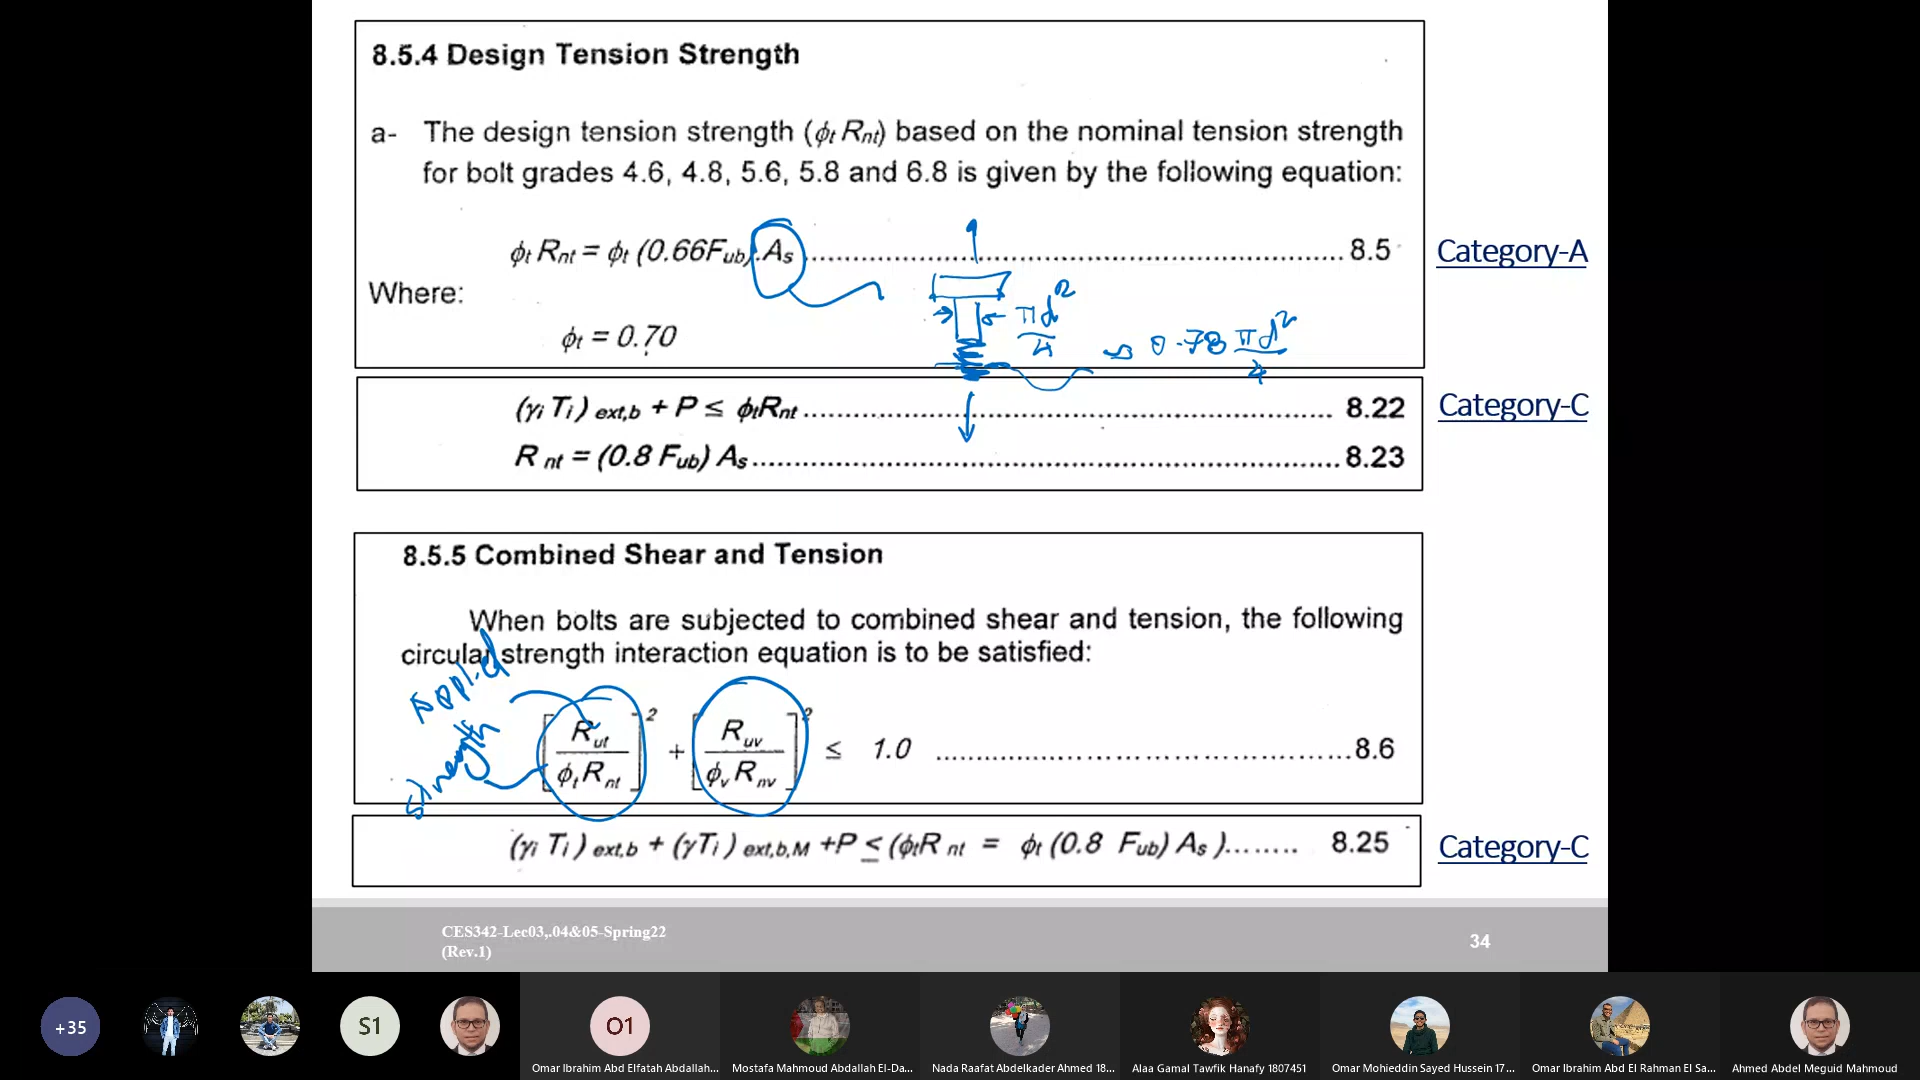 8.5.4 Design Tension Strength
a- The design tension strength (ϕt Rnt) based on the nominal tension strength
for bolt grades 4.6, 4.8, 5.6, 5.8 and 6.8 is given by the following equation:
ϕt Rnt = ϕt (0.66Fub).As ........................................ 8.5
Category-A
Where:
ϕt = 0.70
πd²/4
0.78 πd²/4
(γi Ti) ext,b + P ≤ ϕtRnt ........................................ 8.22
Category-C
R nt = (0.8 Fub) As ........................................ 8.23
8.5.5 Combined Shear and Tension
When bolts are subjected to combined shear and tension, the following
circular strength interaction equation is to be satisfied:
applied
strength
[Rut / ϕt Rnt]² + [Ruv / ϕv Rnv]² ≤ 1.0 ........................................ 8.6
(γi Ti) ext,b + (γTi) ext,b,M +P ≤ (ϕtR nt = ϕt (0.8 Fub) As )........ 8.25
Category-C
CES342-Lec03,.04&05-Spring22
(Rev.1)
34
+35
S1
O1
Omar Ibrahim Abd Elfatah Abdallah...
Mostafa Mahmoud Abdallah El-Da...
Nada Raafat Abdelkader Ahmed 18...
Alaa Gamal Tawfik Hanafy 1807451
Omar Mohieddin Sayed Hussein 17...
Omar Ibrahim Abd El Rahman El Sa...
Ahmed Abdel Meguid Mahmoud